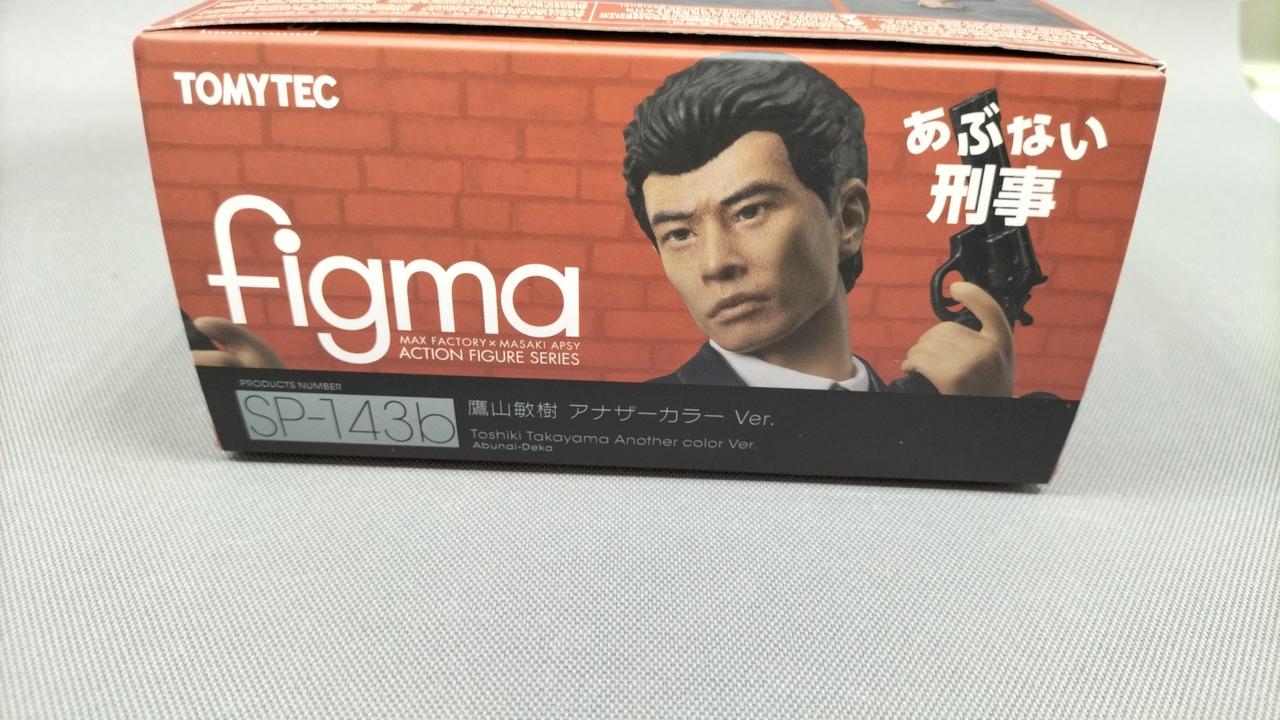 TOMYTEC
あぶない
刑事
figma
MAX FACTORY × MASAKI APSY
ACTION FIGURE SERIES
PRODUCTS NUMBER
SP-143b
鷹山敏樹 アナザーカラー Ver.
Toshiki Takayama Another color Ver.
Abunai-Deka